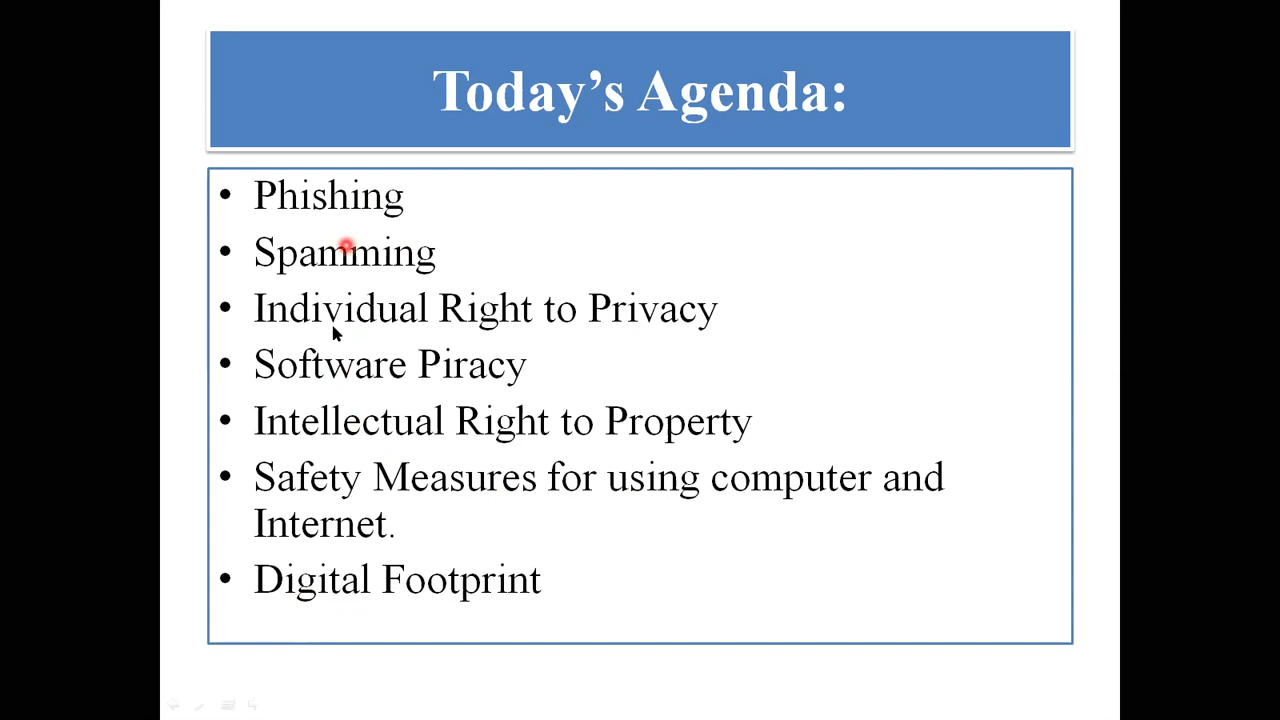 Today’s Agenda:
• Phishing
• Spamming
• Individual Right to Privacy
• Software Piracy
• Intellectual Right to Property
• Safety Measures for using computer and
Internet.
• Digital Footprint